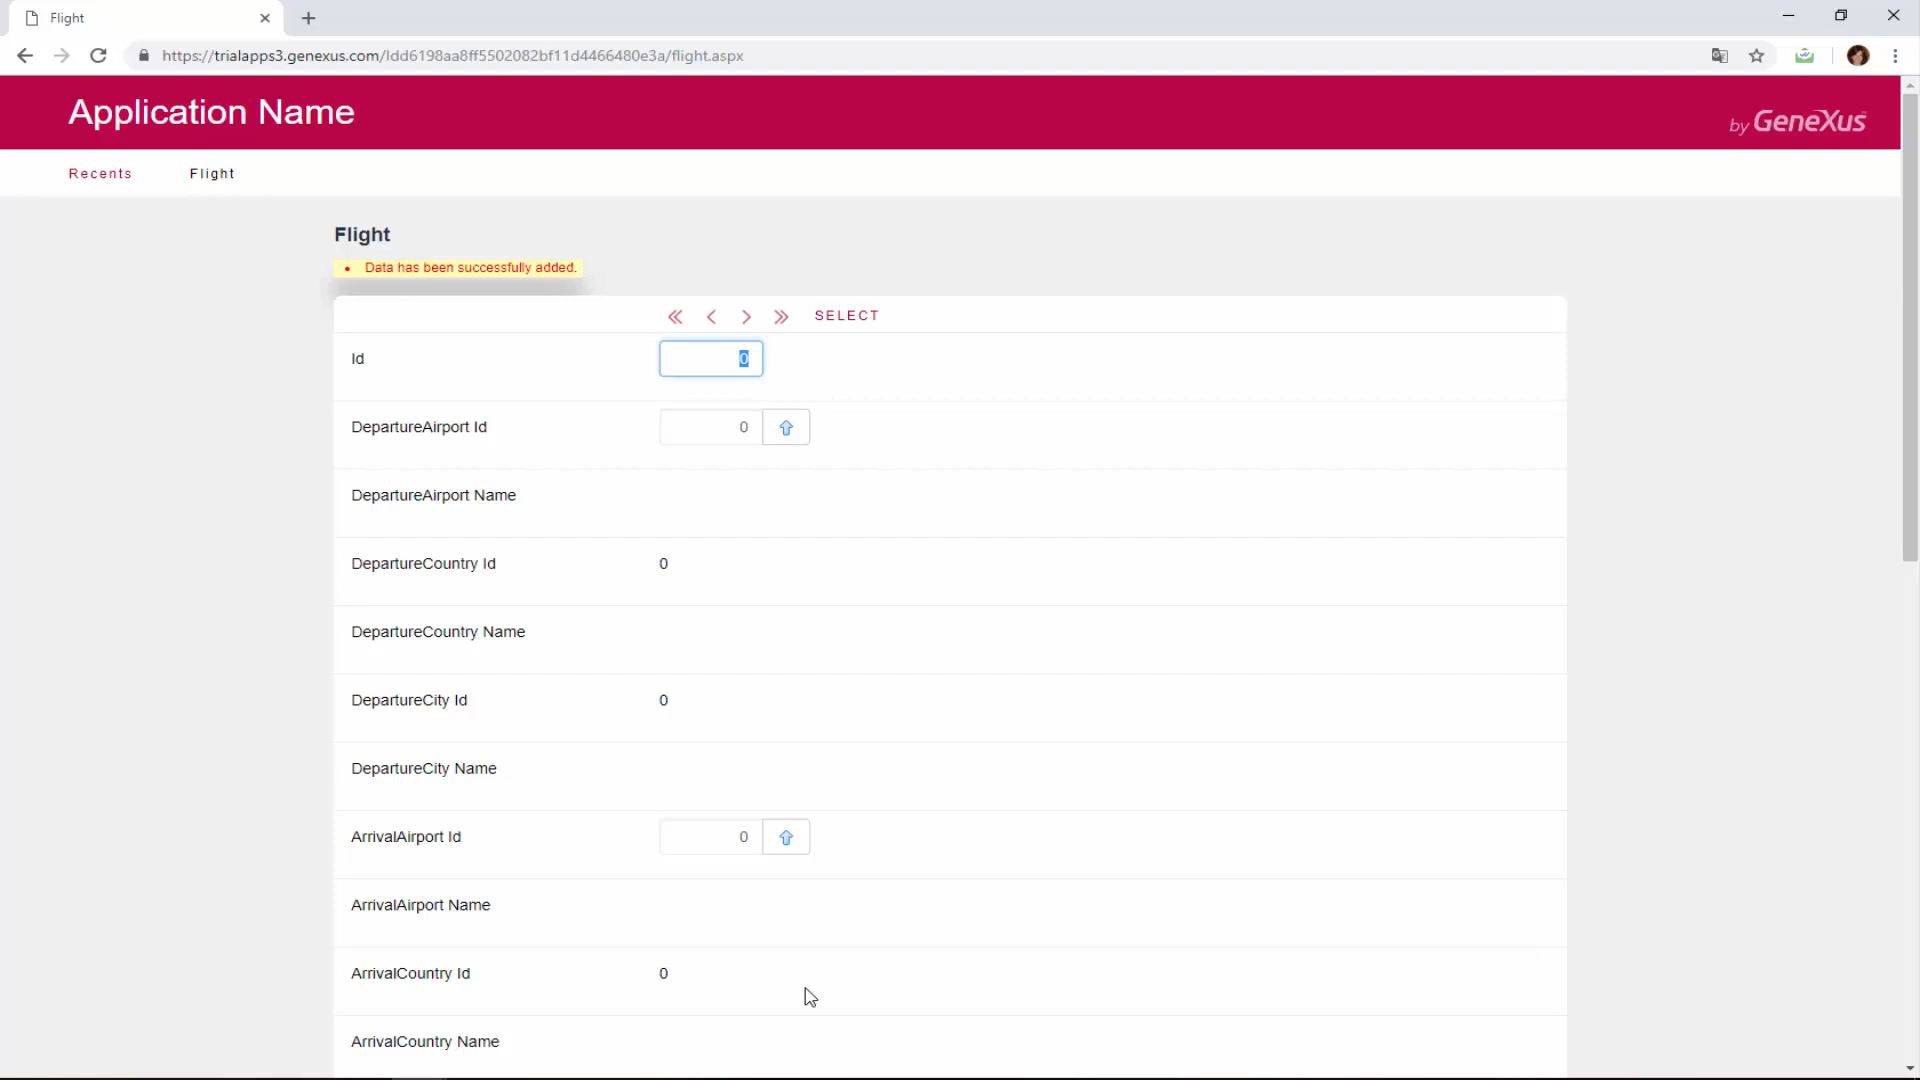 Flight
https://trialapps3.genexus.com/Idd6198aa8ff5502082bf11d4466480e3a/flight.aspx
Application Name
by GeneXus
Recents Flight
Flight
Data has been successfully added.
SELECT
Id 0
DepartureAirport Id 0
DepartureAirport Name
DepartureCountry Id 0
DepartureCountry Name
DepartureCity Id 0
DepartureCity Name
ArrivalAirport Id 0
ArrivalAirport Name
ArrivalCountry Id 0
ArrivalCountry Name